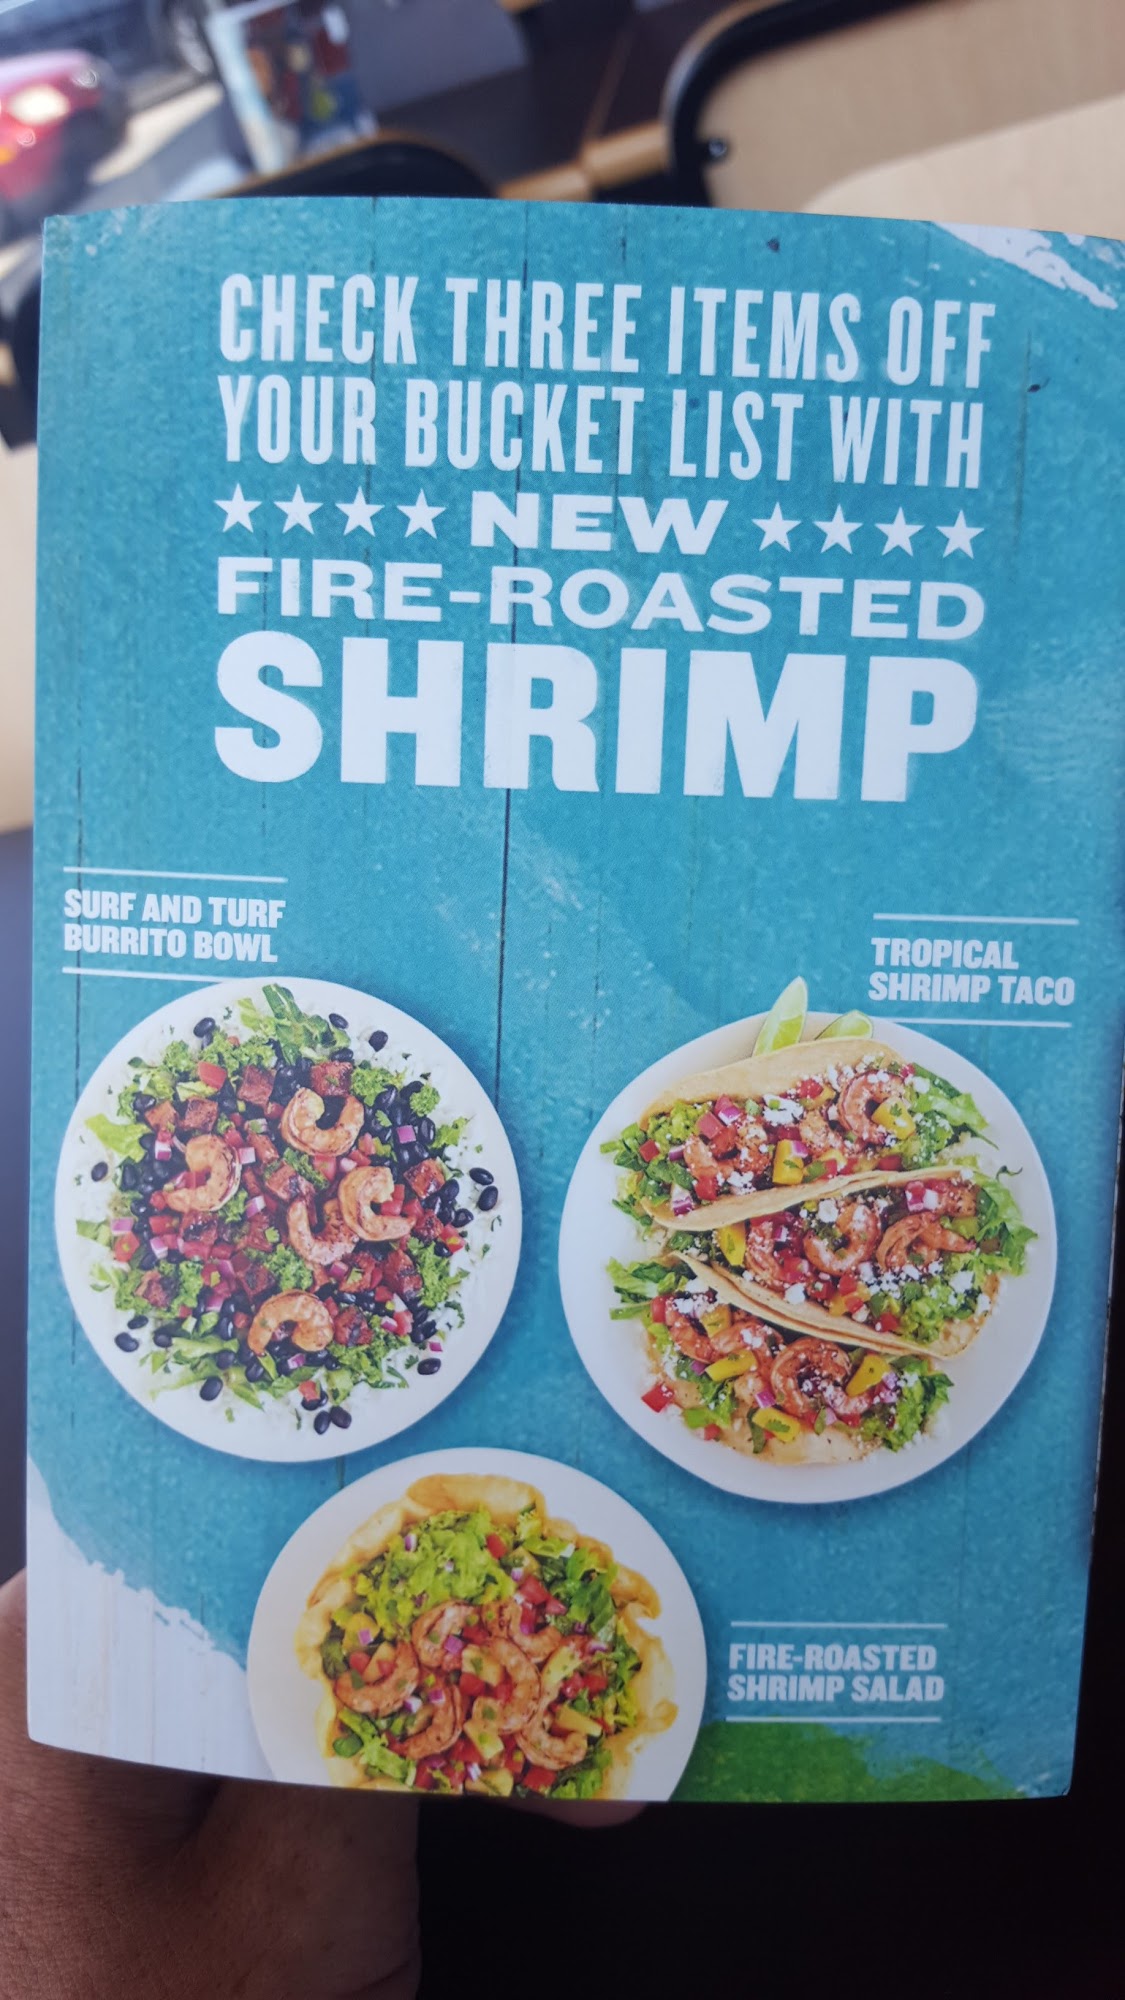 CHECK THREE ITEMS OFF
YOUR BUCKET LIST WITH
NEW
FIRE-ROASTED
SHRIMP
SURF AND TURF
BURRITO BOWL
TROPICAL
SHRIMP TACO
FIRE-ROASTED
SHRIMP SALAD